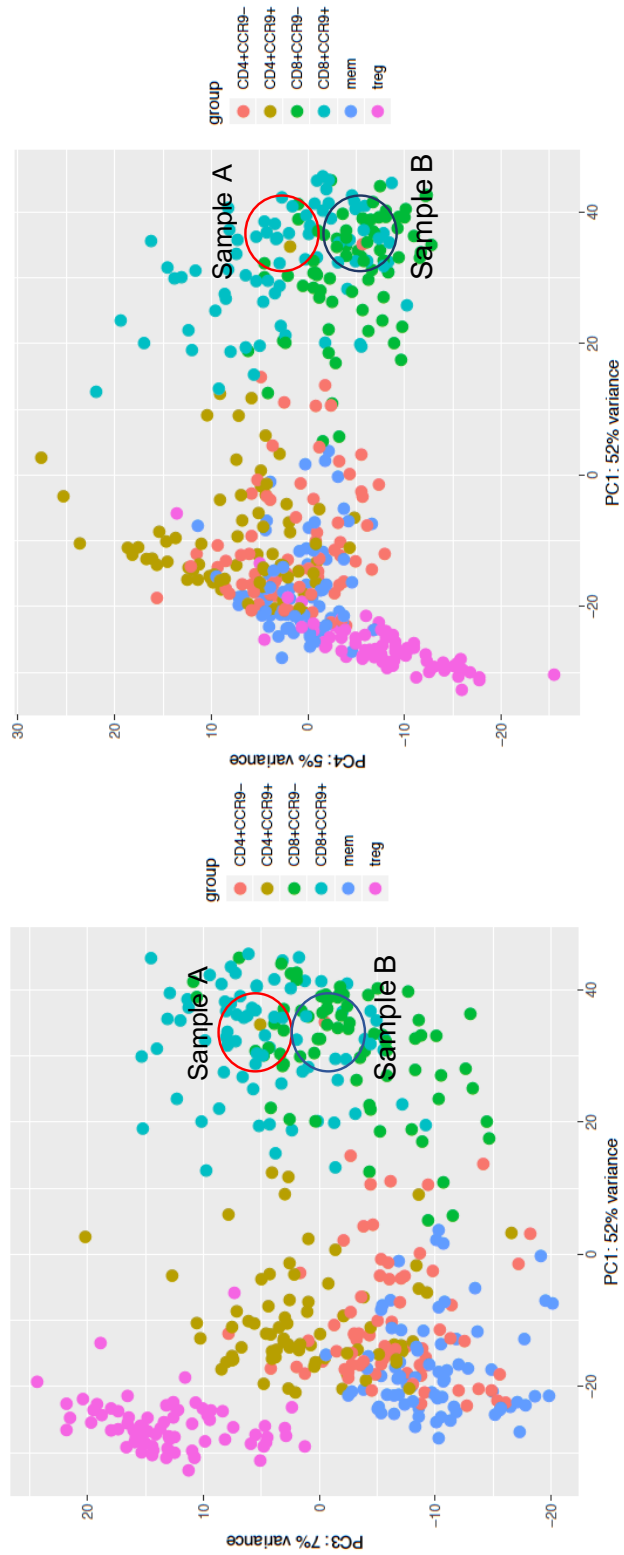 20
10
0
−10
−20
PC3: 7% variance
−20
0
20
40
PC1: 52% variance
Sample A
Sample B
group
CD4+CCR9−
CD4+CCR9+
CD8+CCR9−
CD8+CCR9+
mem
treg
30
20
10
0
−10
−20
PC4: 5% variance
−20
0
20
40
PC1: 52% variance
Sample A
Sample B
group
CD4+CCR9−
CD4+CCR9+
CD8+CCR9−
CD8+CCR9+
mem
treg